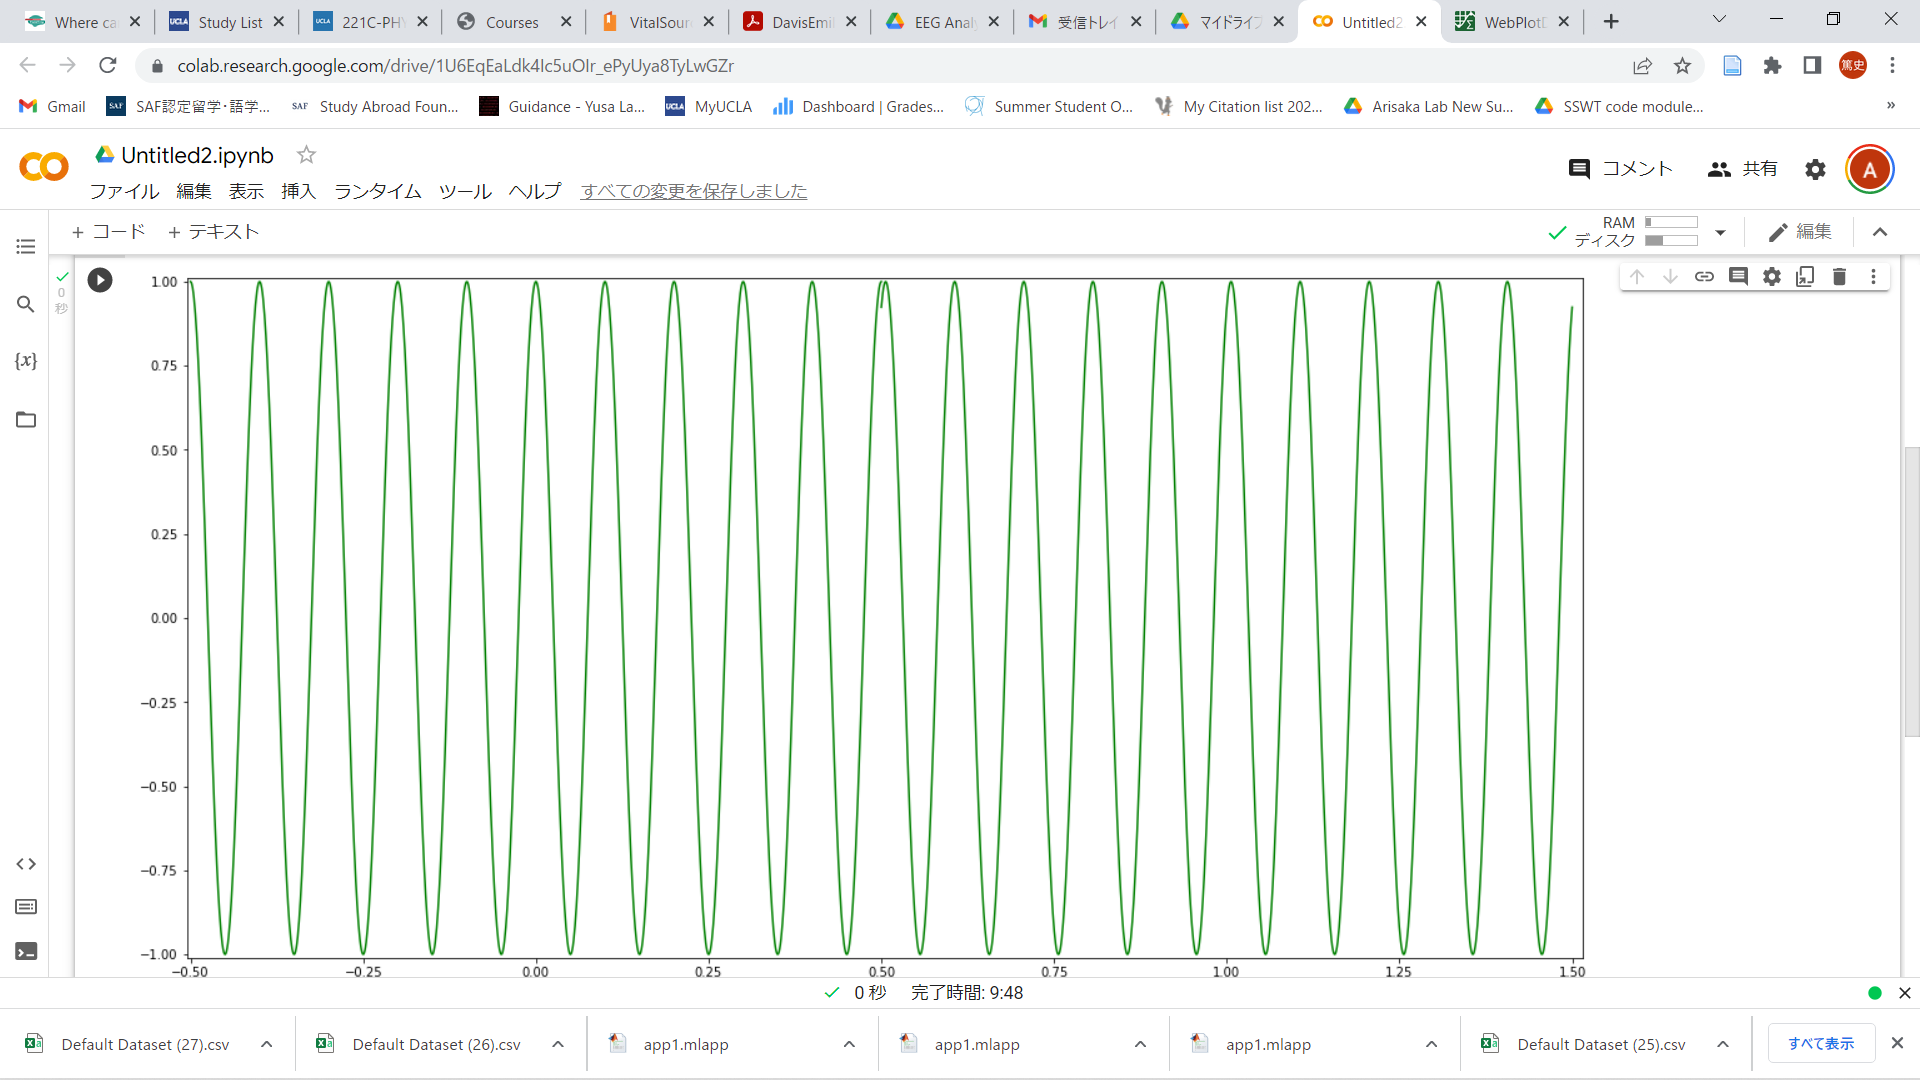 Where ca
Study List
221C-PHY
Courses
VitalSour
DavisEmil
EEG Anal
受信トレイ
マイドライブ
Untitled2
WebPlotD
colab.research.google.com/drive/1U6EqEaLdk4Ic5uOIr_ePyUya8TyLwGZr
篤史
Gmail
SAF認定留学・語学...
Study Abroad Foun...
Guidance - Yusa La...
MyUCLA
Dashboard | Grades...
Summer Student O...
My Citation list 202...
Arisaka Lab New Su...
SSWT code module...
»
Untitled2.ipynb
コメント
共有
A
ファイル 編集 表示 挿入 ランタイム ツール ヘルプ すべての変更を保存しました
+ コード + テキスト
RAM
ディスク
編集
0
秒
{x}
1.00
0.75
0.50
0.25
0.00
−0.25
−0.50
−0.75
−1.00
−0.50 −0.25 0.00 0.25 0.50 0.75 1.00 1.25 1.50
0 秒 完了時間: 9:48
Default Dataset (27).csv
Default Dataset (26).csv
app1.mlapp
app1.mlapp
app1.mlapp
Default Dataset (25).csv
すべて表示